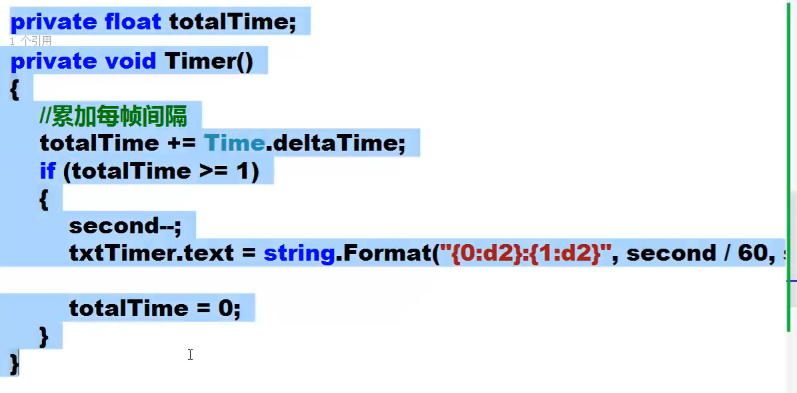 private float totalTime;
1 个引用
private void Timer()
{
//累加每帧间隔
totalTime += Time.deltaTime;
if (totalTime >= 1)
{
second--;
txtTimer.text = string.Format("{0:d2}:{1:d2}", second / 60,
totalTime = 0;
}
}